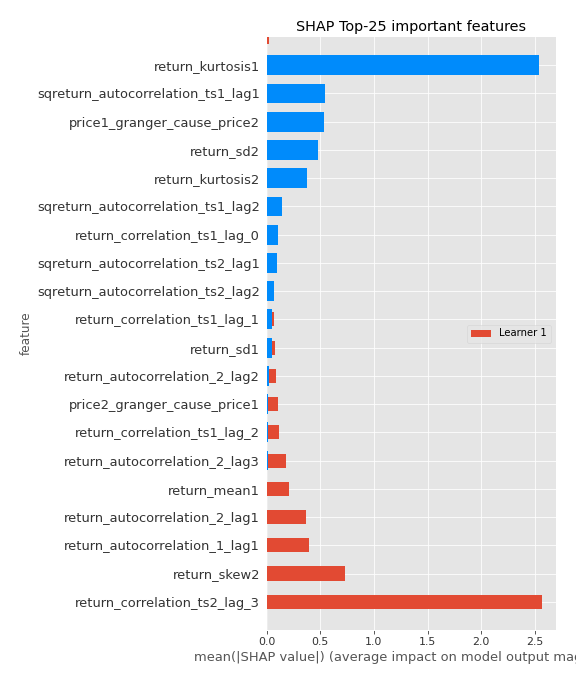 SHAP Top-25 important features
return_kurtosis1
sqreturn_autocorrelation_ts1_lag1
price1_granger_cause_price2
return_sd2
return_kurtosis2
sqreturn_autocorrelation_ts1_lag2
return_correlation_ts1_lag_0
sqreturn_autocorrelation_ts2_lag1
sqreturn_autocorrelation_ts2_lag2
return_correlation_ts1_lag_1
return_sd1
return_autocorrelation_2_lag2
price2_granger_cause_price1
return_correlation_ts1_lag_2
return_autocorrelation_2_lag3
return_mean1
return_autocorrelation_2_lag1
return_autocorrelation_1_lag1
return_skew2
return_correlation_ts2_lag_3
feature
Learner 1
0.0 0.5 1.0 1.5 2.0 2.5
mean(|SHAP value|) (average impact on model output mag